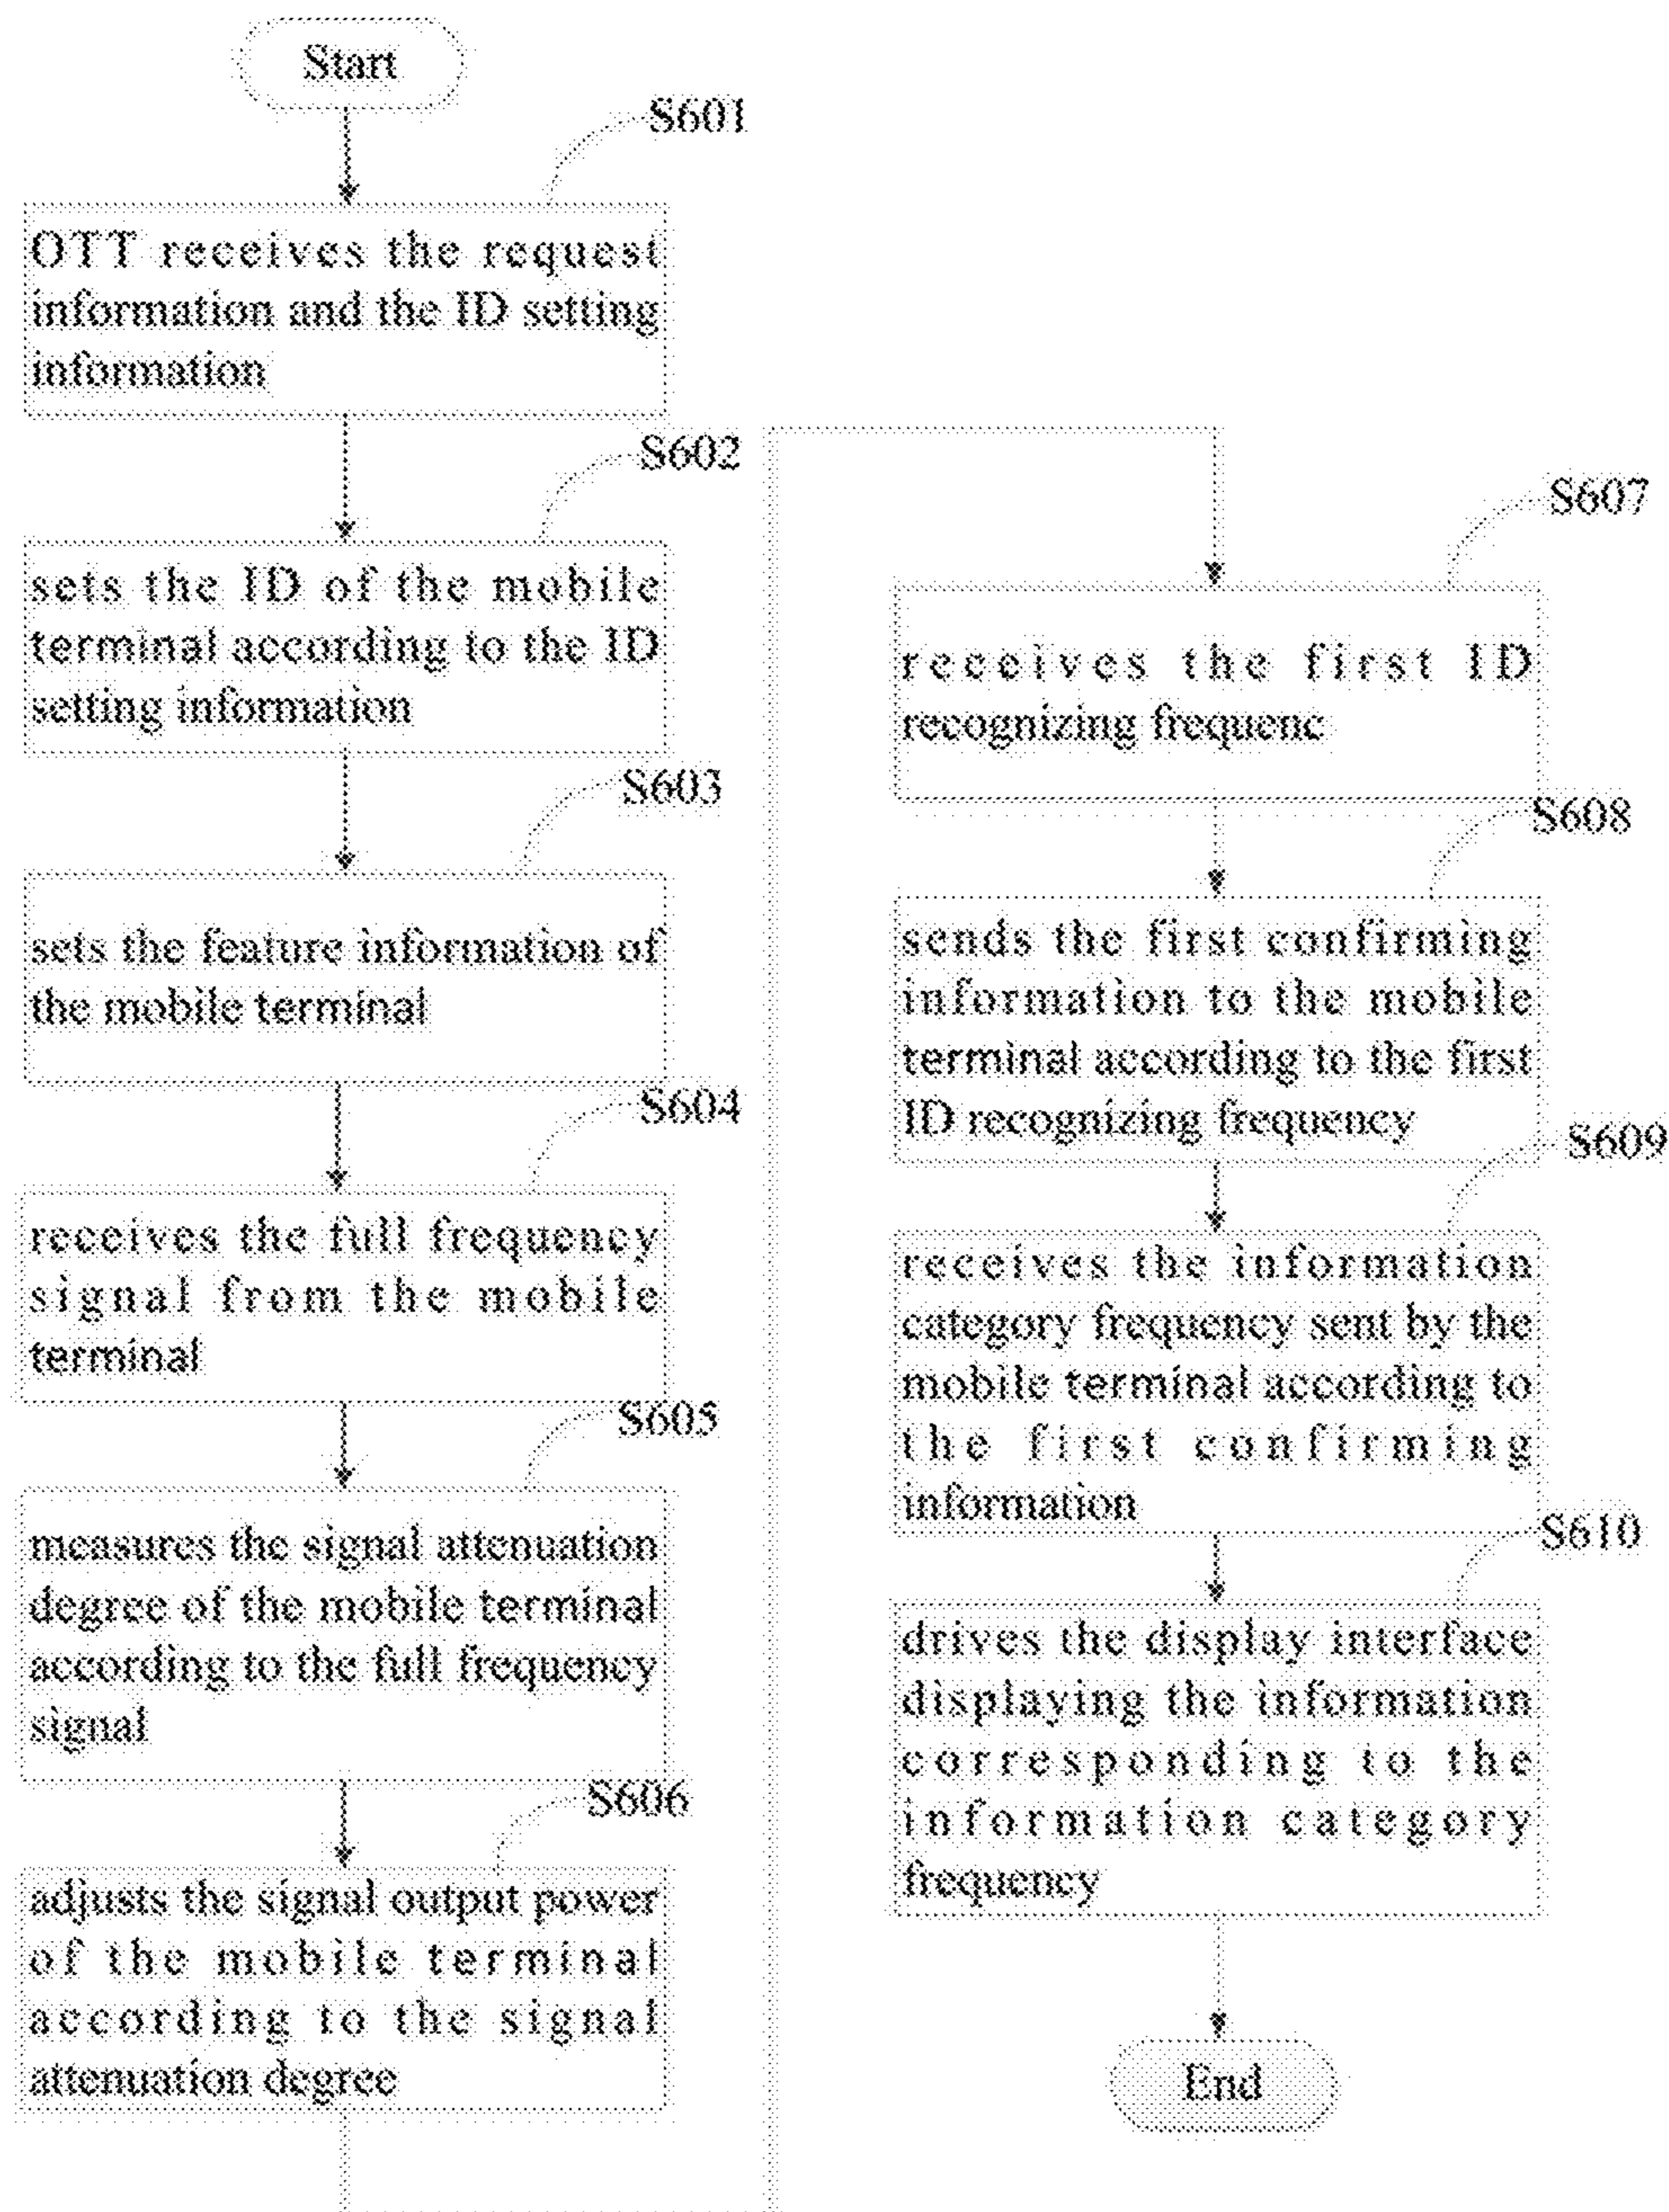 Start
S601
OTT receives the request
information and the ID setting
information
S602
sets the ID of the mobile
terminal according to the ID
setting information
S603
sets the feature information of
the mobile terminal
S604
receives the full frequency
signal from the mobile
terminal
S605
measures the signal attenuation
degree of the mobile terminal
according to the full frequency
signal
S606
adjusts the signal output power
of the mobile terminal
according to the signal
attenuation degree
S607
receives the first ID
recognizing frequenc
S608
sends the first confirming
information to the mobile
terminal according to the first
ID recognizing frequency
S609
receives the information
category frequency sent by the
mobile terminal according to
the first confirming
information
S610
drives the display interface
displaying the information
corresponding to the
information category
frequency
End